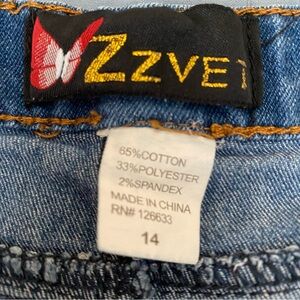 ZZVET
65%COTTON
33%POLYESTER
2%SPANDEX
MADE IN CHINA
RN# 126633
14